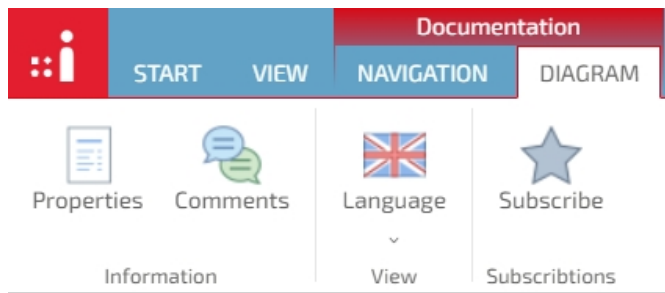 Documentation
START VIEW NAVIGATION DIAGRAM
Properties Comments Language Subscribe
Information View Subscribtions